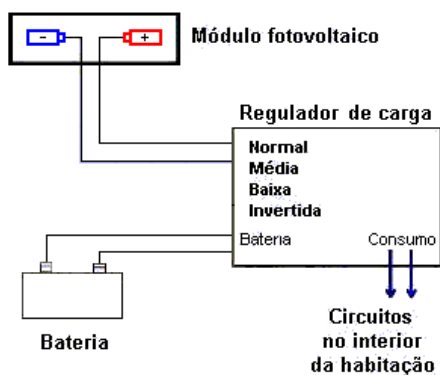 - +
Módulo fotovoltaico
Regulador de carga
Normal
Média
Baixa
Invertida
Bateria Consumo
Bateria
Circuitos
no interior
da habitação